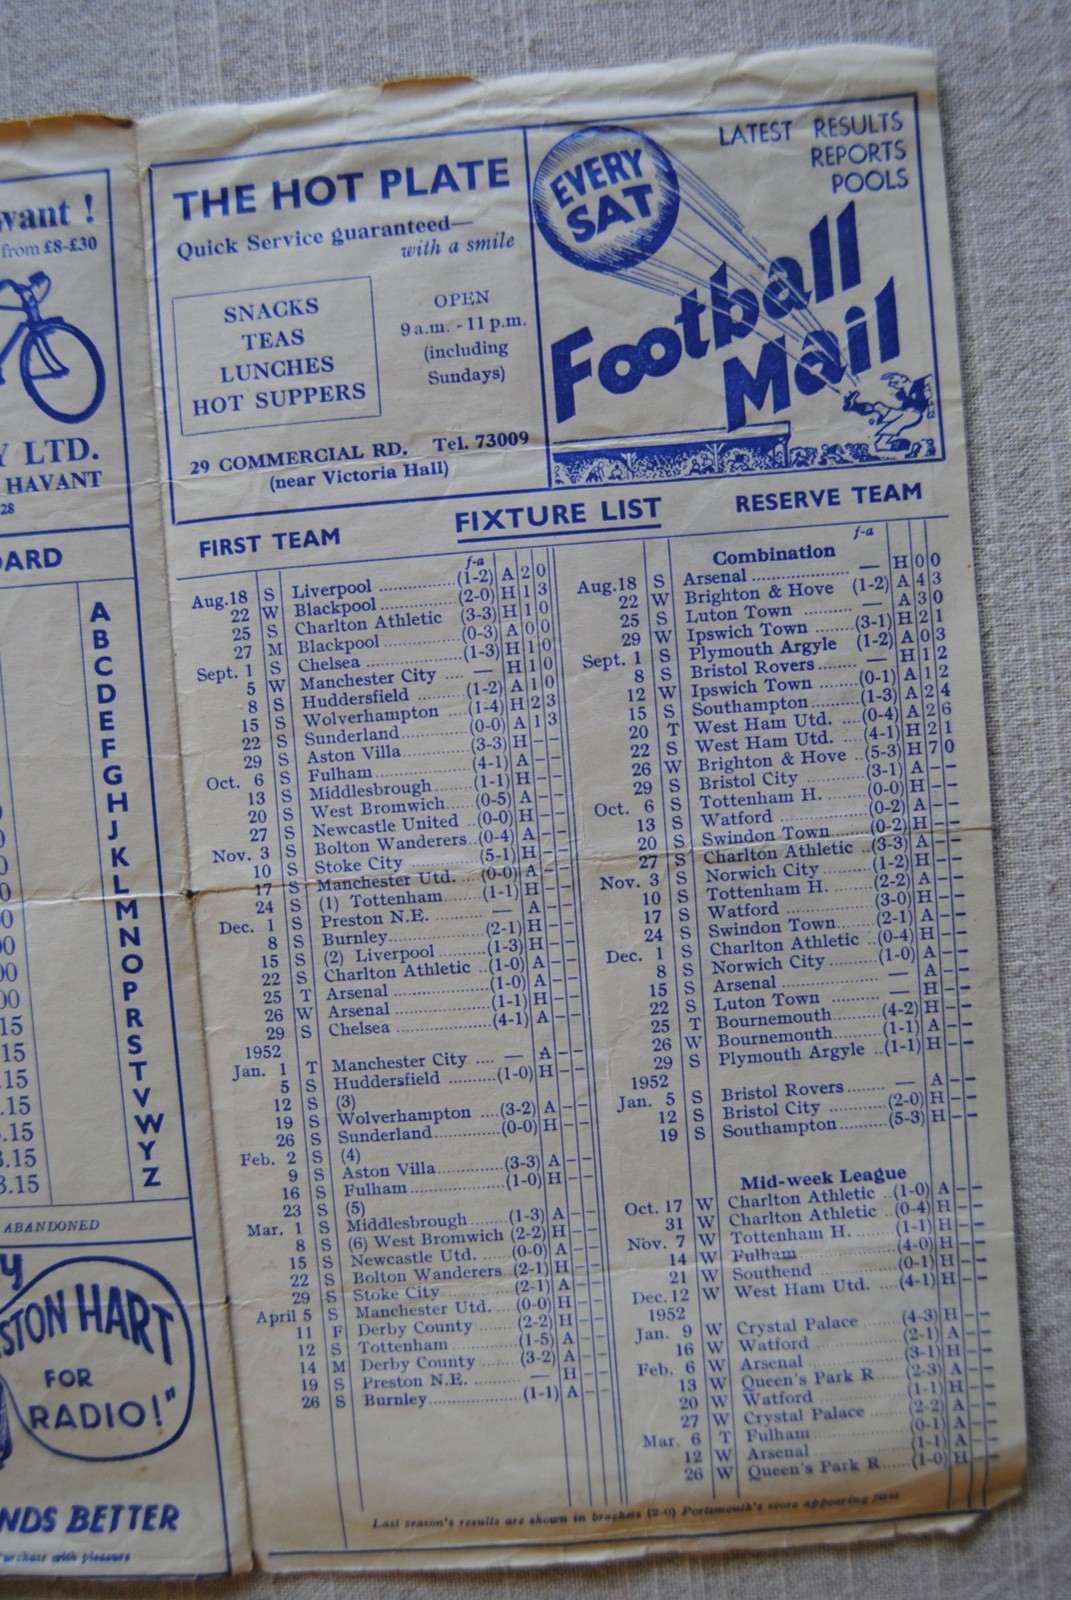 want !
from £8-£30
Y LTD.
HAVANT
28
ARD
A
B
C
D
E
F
G
H
J
K
L
M
N
O
P
R
S
T
V
W
Y
Z
ABANDONED
STON HART
FOR
RADIO!"
NDS BETTER
Purchase with pleasure
THE HOT PLATE
Quick Service guaranteed—
with a smile
SNACKS
TEAS
LUNCHES
HOT SUPPERS
OPEN
9 a.m. - 11 p.m.
(including
Sundays)
29 COMMERCIAL RD. Tel. 73009
(near Victoria Hall)
EVERY
SAT
LATEST RESULTS
REPORTS
POOLS
Football
Mail
FIXTURE LIST
FIRST TEAM
f-a
Aug.18 S Liverpool (1-2) A 2 0
22 W Blackpool (2-0) H 1 3
25 S Charlton Athletic (3-3) H 1 0
27 M Blackpool (0-3) A 0 0
Sept. 1 S Chelsea (1-3) H 1 0
5 W Manchester City — H 1 0
8 S Huddersfield (1-2) A 1 0
15 S Wolverhampton (1-4) H 2 3
22 S Sunderland (0-0) A 1 3
29 S Aston Villa (3-3) H - -
Oct. 6 S Fulham (4-1) A - -
13 S Middlesbrough (1-1) H - -
20 S West Bromwich (0-5) A - -
27 S Newcastle United (0-0) H - -
Nov. 3 S Bolton Wanderers (0-4) A - -
10 S Stoke City (5-1) H - -
17 S Manchester Utd. (0-0) A - -
24 S (1) Tottenham (1-1) H - -
Dec. 1 S Preston N.E. — A - -
8 S Burnley (2-1) H - -
15 S (2) Liverpool (1-3) H - -
22 S Charlton Athletic (1-0) A - -
25 T Arsenal (1-0) A - -
26 W Arsenal (1-1) H - -
29 S Chelsea (4-1) A - -
1952
Jan. 1 T Manchester City — A - -
5 S Huddersfield (1-0) H - -
12 S (3)
19 S Wolverhampton (3-2) A - -
26 S Sunderland (0-0) H - -
Feb. 2 S (4)
9 S Aston Villa (3-3) A - -
16 S Fulham (1-0) H - -
23 S (5)
Mar. 1 S Middlesbrough (1-3) A - -
8 S (6) West Bromwich (2-2) H - -
15 S Newcastle Utd. (0-0) A - -
22 S Bolton Wanderers (2-1) H - -
29 S Stoke City (2-1) A - -
April 5 S Manchester Utd. (0-0) H - -
11 F Derby County (2-2) H - -
12 S Tottenham (1-5) A - -
14 M Derby County (3-2) A - -
19 S Preston N.E. — H - -
26 S Burnley (1-1) A - -
RESERVE TEAM
f-a
Combination
Aug.18 S Arsenal — H 0 0
22 W Brighton & Hove (1-2) A 4 3
25 S Luton Town — A 3 0
29 W Ipswich Town (3-1) H 2 1
Sept. 1 S Plymouth Argyle (1-2) A 0 3
8 S Bristol Rovers — H 1 2
12 W Ipswich Town (0-1) A 1 2
15 S Southampton (1-3) A 2 4
20 T West Ham Utd. (0-4) A 2 6
22 S West Ham Utd. (4-1) H 2 1
26 W Brighton & Hove (5-3) H 7 0
29 S Bristol City (3-1) A - -
Oct. 6 S Tottenham H. (0-0) H - -
13 S Watford (0-2) A - -
20 S Swindon Town (0-2) H - -
27 S Charlton Athletic (3-3) A - -
Nov. 3 S Norwich City (1-2) H - -
10 S Tottenham H. (2-2) A - -
17 S Watford (3-0) H - -
24 S Swindon Town (2-1) A - -
Dec. 1 S Charlton Athletic (0-4) H - -
8 S Norwich City (1-0) A - -
15 S Arsenal — A - -
22 S Luton Town — H - -
25 T Bournemouth (4-2) H - -
26 W Bournemouth (1-1) A - -
29 S Plymouth Argyle (1-1) H - -
1952
Jan. 5 S Bristol Rovers — A - -
12 S Bristol City (2-0) H - -
19 S Southampton (5-3) H - -
Mid-week League
Oct. 17 W Charlton Athletic (1-0) A - -
31 W Charlton Athletic (0-4) H - -
Nov. 7 W Tottenham H. (1-1) H - -
14 W Fulham (4-0) H - -
21 W Southend (0-1) H - -
Dec. 12 W West Ham Utd. (4-1) H - -
1952
Jan. 9 W Crystal Palace (4-3) H - -
16 W Watford (2-1) A - -
Feb. 6 W Arsenal (3-1) H - -
13 W Queen's Park R. (2-3) A - -
20 W Watford (1-1) H - -
27 W Crystal Palace (2-2) A - -
Mar. 6 T Fulham (0-1) A - -
12 W Arsenal (1-1) A - -
26 W Queen's Park R (1-0) H - -
Last season's results are shown in brackets (2-0) Portsmouth's score appearing first